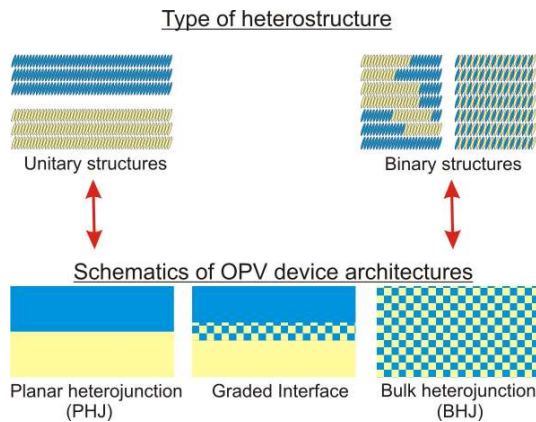 Type of heterostructure
Unitary structures
Binary structures
Schematics of OPV device architectures
Planar heterojunction
(PHJ)
Graded Interface
Bulk heterojunction
(BHJ)